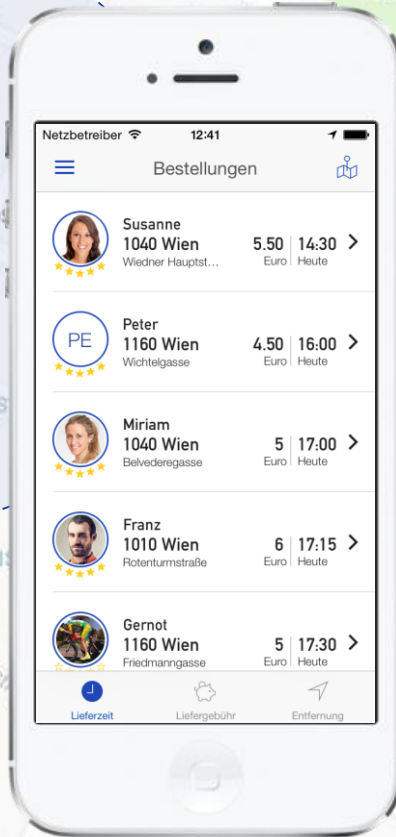 Netzbetreiber 12:41
Bestellungen
Susanne
1040 Wien 5.50 14:30
Wiedner Hauptst... Euro Heute
PE
Peter
1160 Wien 4.50 16:00
Wichtelgasse Euro Heute
Miriam
1040 Wien 5 17:00
Belvederegasse Euro Heute
Franz
1010 Wien 6 17:15
Rotenturmstraße Euro Heute
Gernot
1160 Wien 5 17:30
Friedmanngasse Euro Heute
Lieferzeit Liefergebühr Entfernung